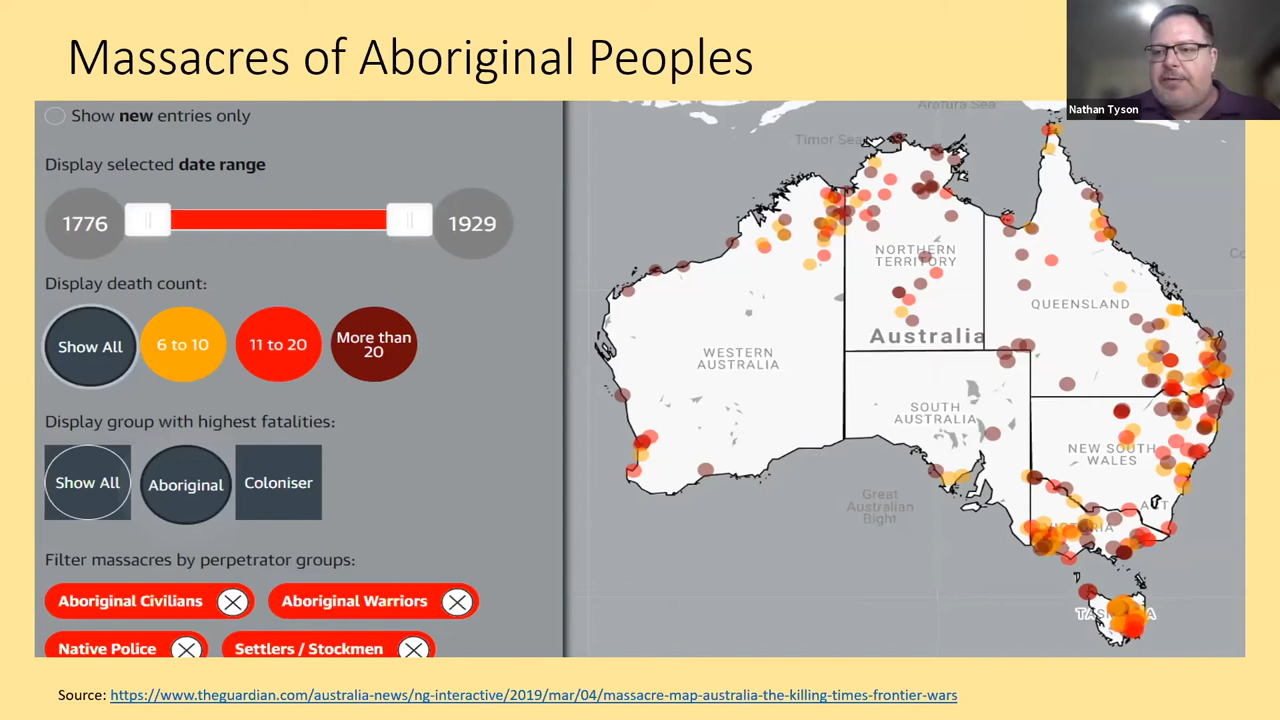 Massacres of Aboriginal Peoples
Nathan Tyson
Show new entries only
Display selected date range
1776
1929
Display death count:
Show All
6 to 10
11 to 20
More than
20
Display group with highest fatalities:
Show All
Aboriginal
Coloniser
Filter massacres by perpetrator groups:
Aboriginal Civilians
Aboriginal Warriors
Native Police
Settlers / Stockmen
Arafura Sea
Timor Sea
NORTHERN
TERRITORY
QUEENSLAND
Co
Australia
WESTERN
AUSTRALIA
SOUTH
AUSTRALIA
NEW SOUTH
WALES
Great
Australian
Bight
ACT
VICTORIA
TASMANIA
Source: https://www.theguardian.com/australia-news/ng-interactive/2019/mar/04/massacre-map-australia-the-killing-times-frontier-wars